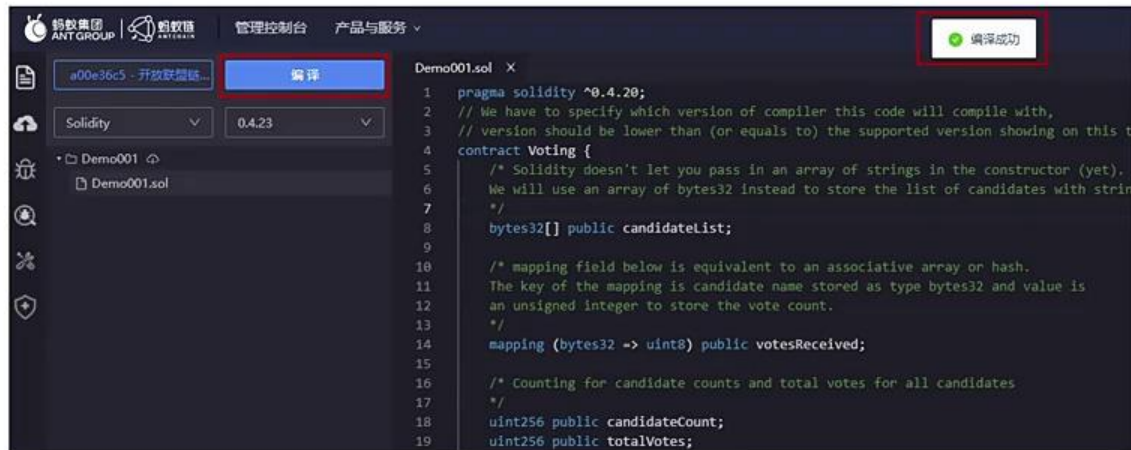 蚂蚁集团
ANT GROUP
蚂蚁链
ANTCHAIN
管理控制台
产品与服务
编译成功
a00e36c5 - 开放联盟链...
编译
Demo001.sol ×
Solidity
0.4.23
Demo001
Demo001.sol
1 pragma solidity ^0.4.20;
2 // We have to specify which version of compiler this code will compile with,
3 // version should be lower than (or equals to) the supported version showing on this t
4 contract Voting {
5 /* Solidity doesn't let you pass in an array of strings in the constructor (yet).
6 We will use an array of bytes32 instead to store the list of candidates with strin
7 */
8 bytes32[] public candidateList;
9
10 /* mapping field below is equivalent to an associative array or hash.
11 The key of the mapping is candidate name stored as type bytes32 and value is
12 an unsigned integer to store the vote count.
13 */
14 mapping (bytes32 => uint8) public votesReceived;
15
16 /* Counting for candidate counts and total votes for all candidates
17 */
18 uint256 public candidateCount;
19 uint256 public totalVotes;